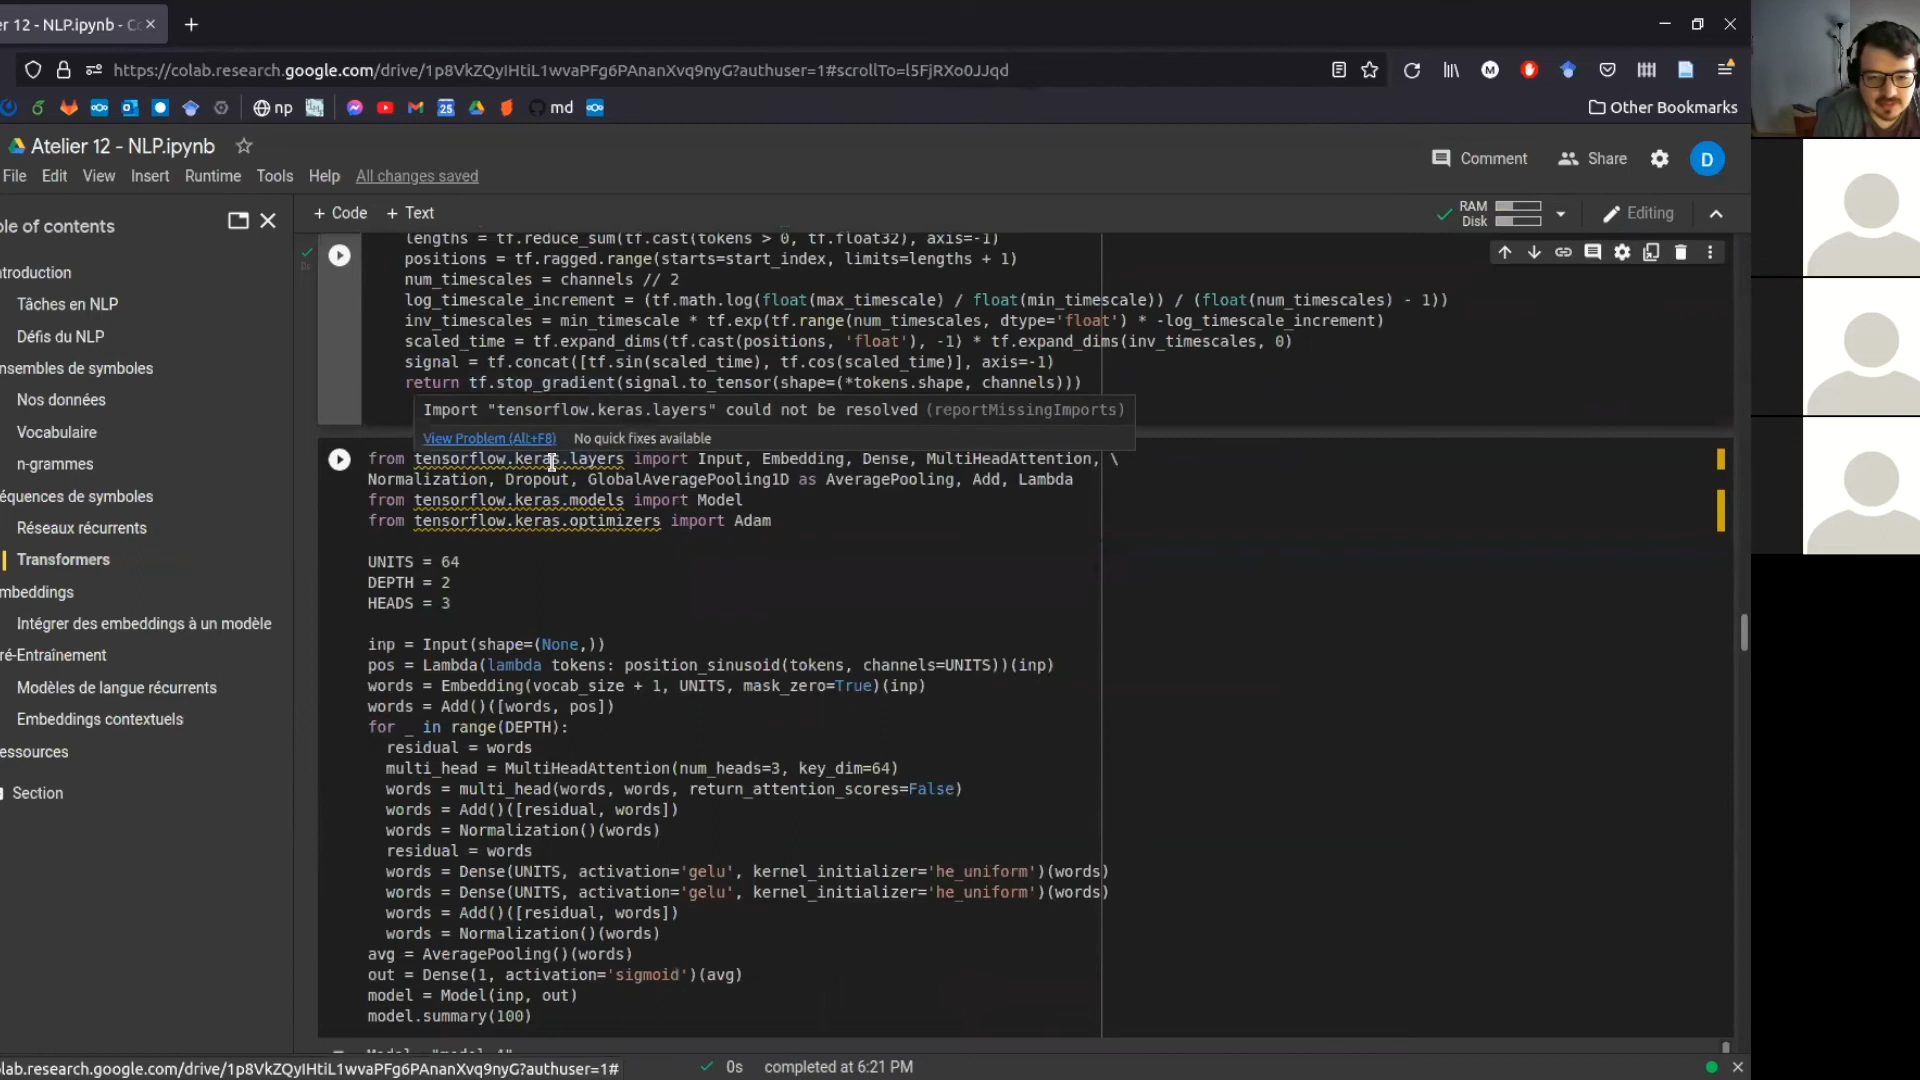 er 12 - NLP.ipynb - Co
https://colab.research.google.com/drive/1p8VkZQyIHtiL1wvaPFg6PAnanXvq9nyG?authuser=1#scrollTo=l5FjRXo0JJqd
np
25
md
Other Bookmarks
Atelier 12 - NLP.ipynb
Comment
Share
D
File Edit View Insert Runtime Tools Help All changes saved
ble of contents
+ Code + Text
RAM
Disk
Editing
ntroduction
Tâches en NLP
Défis du NLP
nsembles de symboles
Nos données
Vocabulaire
n-grammes
équences de symboles
Réseaux récurrents
Transformers
mbeddings
Intégrer des embeddings à un modèle
ré-Entraînement
Modèles de langue récurrents
Embeddings contextuels
essources
Section
lengths = tf.reduce_sum(tf.cast(tokens > 0, tf.float32), axis=-1)
positions = tf.ragged.range(starts=start_index, limits=lengths + 1)
num_timescales = channels // 2
log_timescale_increment = (tf.math.log(float(max_timescale) / float(min_timescale)) / (float(num_timescales) - 1))
inv_timescales = min_timescale * tf.exp(tf.range(num_timescales, dtype='float') * -log_timescale_increment)
scaled_time = tf.expand_dims(tf.cast(positions, 'float'), -1) * tf.expand_dims(inv_timescales, 0)
signal = tf.concat([tf.sin(scaled_time), tf.cos(scaled_time)], axis=-1)
return tf.stop_gradient(signal.to_tensor(shape=(*tokens.shape, channels)))
Import "tensorflow.keras.layers" could not be resolved (reportMissingImports)
View Problem (Alt+F8) No quick fixes available
from tensorflow.keras.layers import Input, Embedding, Dense, MultiHeadAttention, \
Normalization, Dropout, GlobalAveragePooling1D as AveragePooling, Add, Lambda
from tensorflow.keras.models import Model
from tensorflow.keras.optimizers import Adam
UNITS = 64
DEPTH = 2
HEADS = 3
inp = Input(shape=(None,))
pos = Lambda(lambda tokens: position_sinusoid(tokens, channels=UNITS))(inp)
words = Embedding(vocab_size + 1, UNITS, mask_zero=True)(inp)
words = Add()([words, pos])
for _ in range(DEPTH):
residual = words
multi_head = MultiHeadAttention(num_heads=3, key_dim=64)
words = multi_head(words, words, return_attention_scores=False)
words = Add()([residual, words])
words = Normalization()(words)
residual = words
words = Dense(UNITS, activation='gelu', kernel_initializer='he_uniform')(words)
words = Dense(UNITS, activation='gelu', kernel_initializer='he_uniform')(words)
words = Add()([residual, words])
words = Normalization()(words)
avg = AveragePooling()(words)
out = Dense(1, activation='sigmoid')(avg)
model = Model(inp, out)
model.summary(100)
olab.research.google.com/drive/1p8VkZQyIHtiL1wvaPFg6PAnanXvq9nyG?authuser=1#
0s completed at 6:21 PM